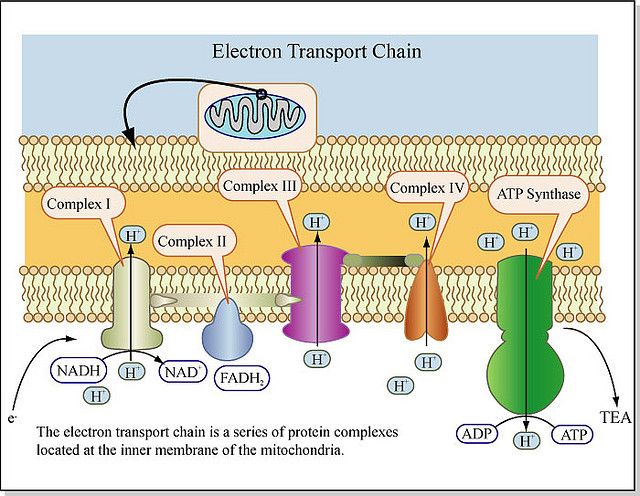 Electron Transport Chain
Complex I
Complex II
Complex III
Complex IV
ATP Synthase
H⁺
H⁺
H⁺
H⁺
H⁺
H⁺
NADH
H⁺
NAD⁺
FADH₂
H⁺
H⁺
H⁺
H⁺
e⁻
TEA
ADP
H⁺
ATP
The electron transport chain is a series of protein complexes
located at the inner membrane of the mitochondria.